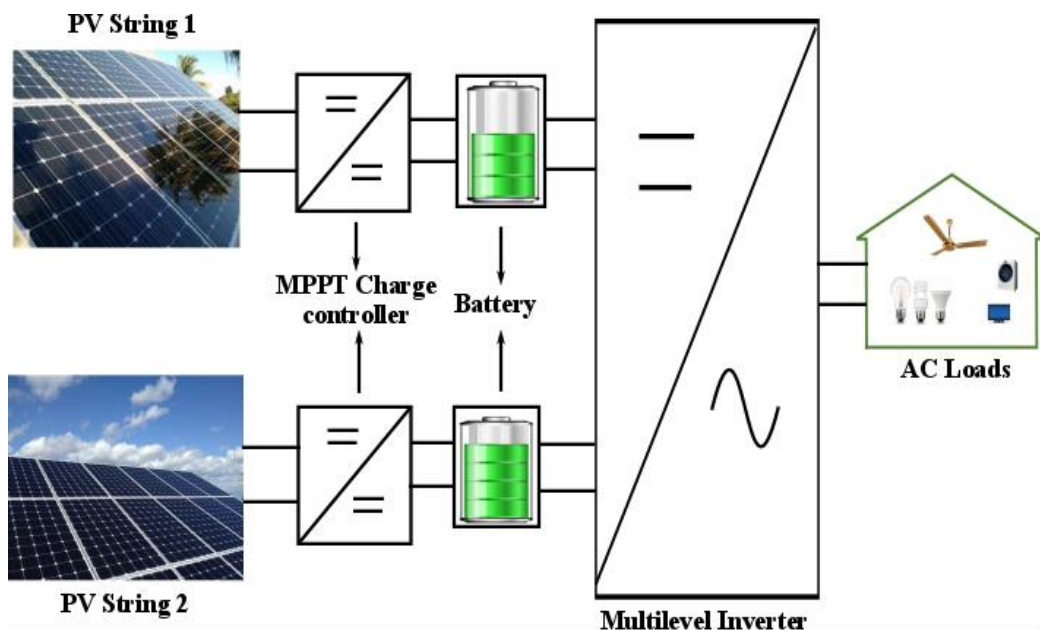 PV String 1
MPPT Charge
controller
Battery
AC Loads
PV String 2
Multilevel Inverter